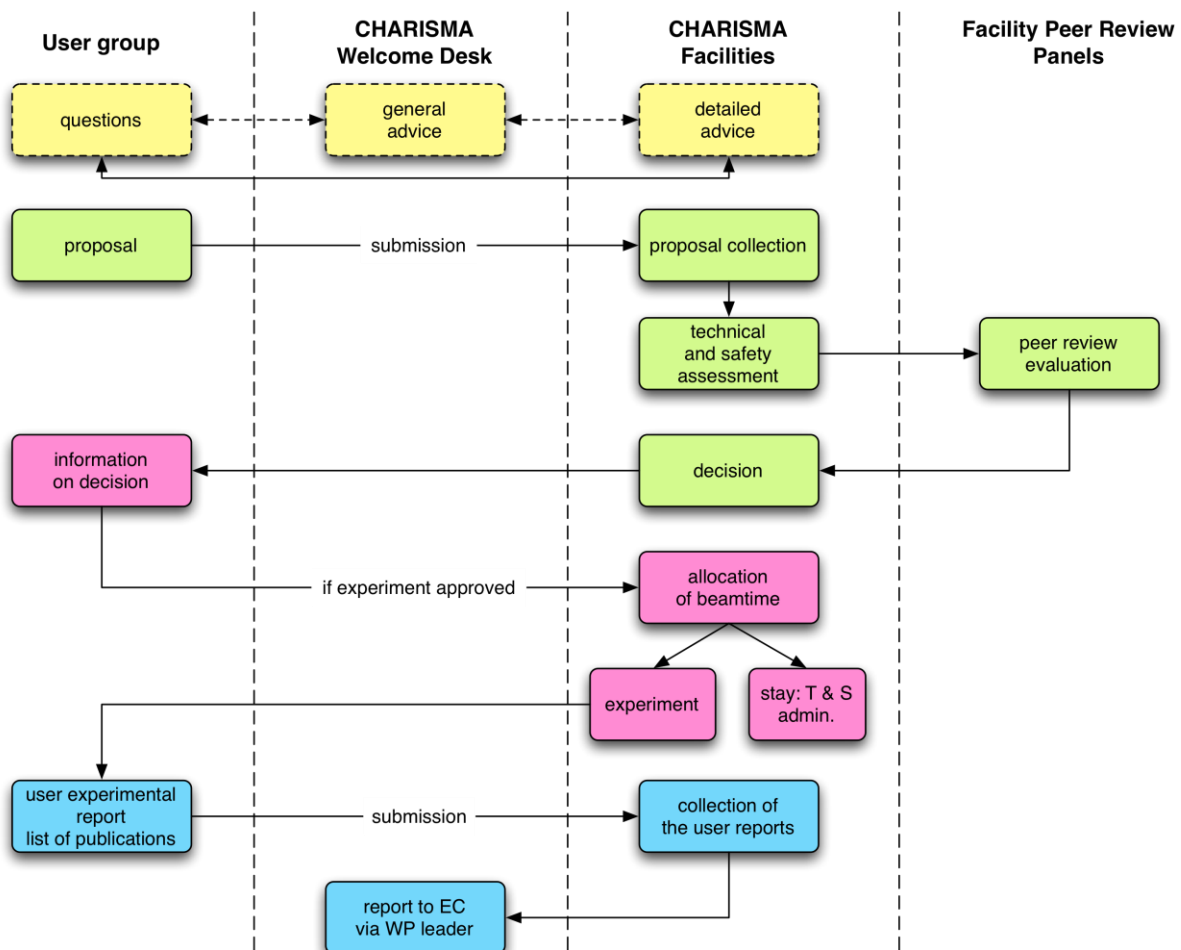 User group
CHARISMA
Welcome Desk
CHARISMA
Facilities
Facility Peer Review
Panels
questions
general
advice
detailed
advice
proposal
submission
proposal collection
technical
and safety
assessment
peer review
evaluation
information
on decision
decision
if experiment approved
allocation
of beamtime
experiment
stay: T & S
admin.
user experimental
report
list of publications
submission
collection of
the user reports
report to EC
via WP leader